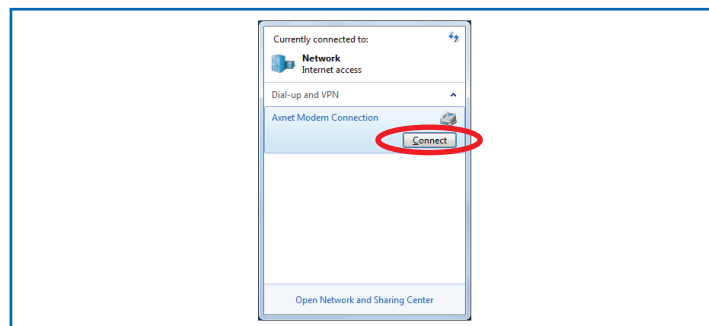 Currently connected to:
Network
Internet access
Dial-up and VPN
Axnet Modem Connection
Connect
Open Network and Sharing Center